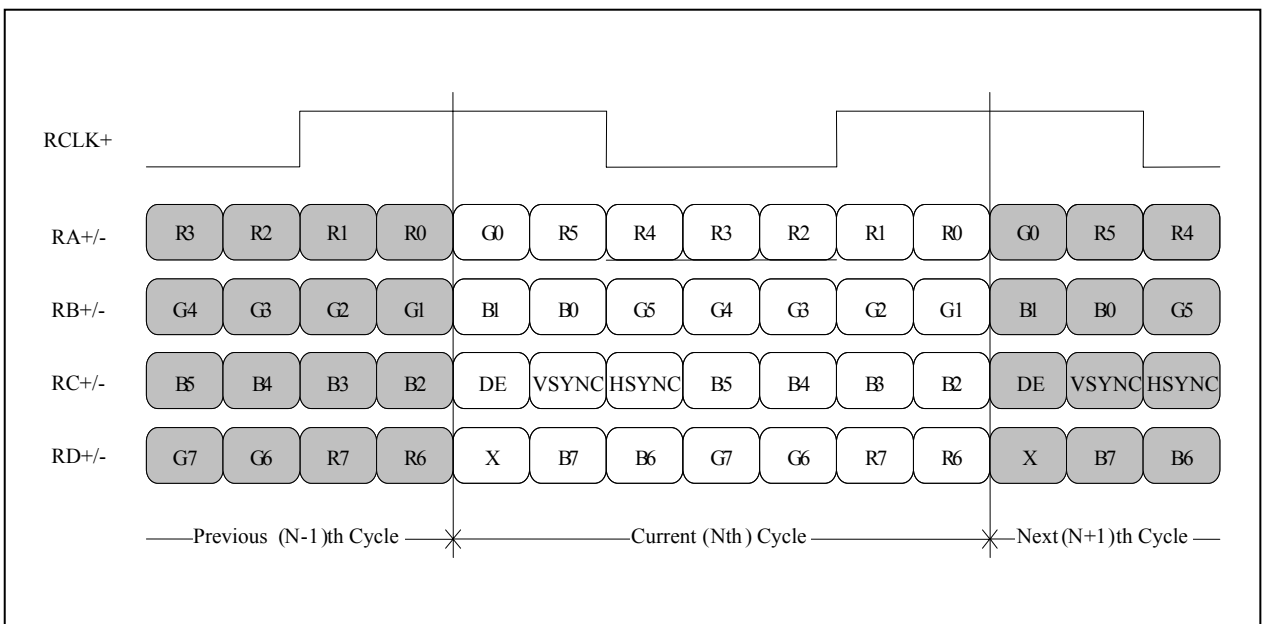 RCLK+
RA+/- R3 R2 R1 R0 G0 R5 R4 R3 R2 R1 R0 G0 R5 R4
RB+/- G4 G3 G2 G1 B1 B0 G5 G4 G3 G2 G1 B1 B0 G5
RC+/- B5 B4 B3 B2 DE VSYNC HSYNC B5 B4 B3 B2 DE VSYNC HSYNC
RD+/- G7 G6 R7 R6 X B7 B6 G7 G6 R7 R6 X B7 B6
Previous (N-1)th Cycle Current (Nth) Cycle Next (N+1)th Cycle